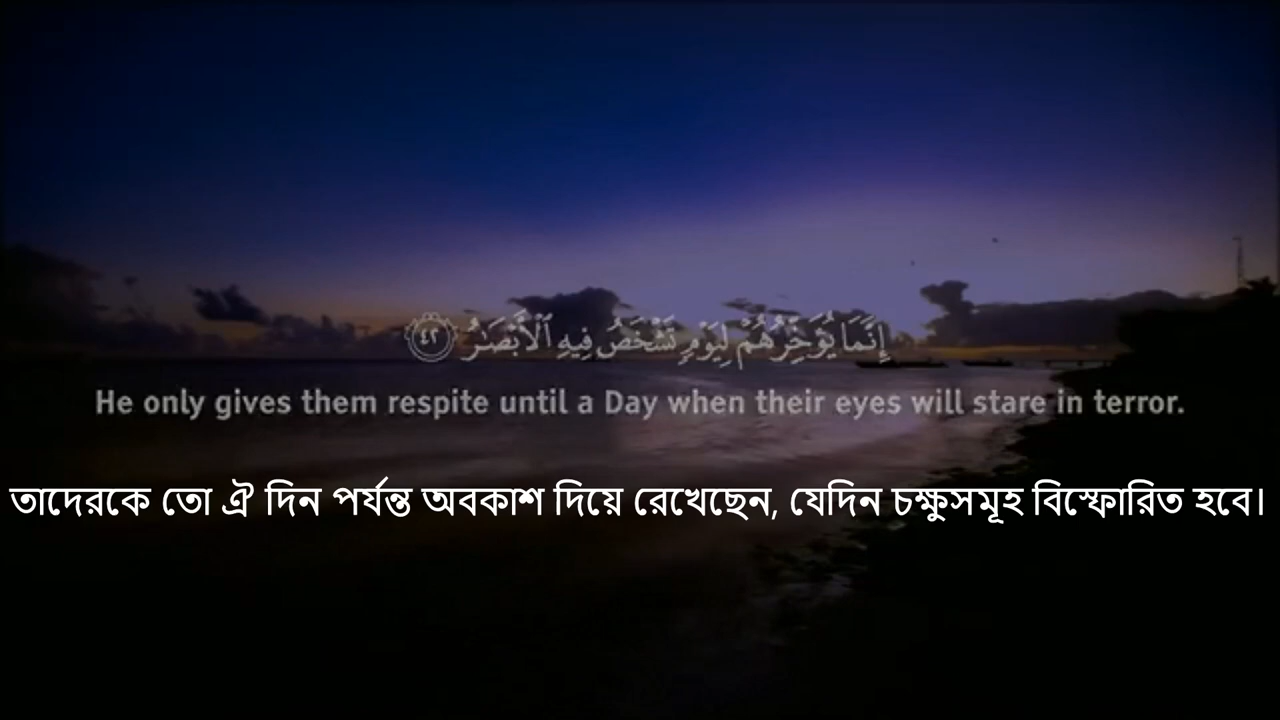 إِنَّمَا يُؤَخِّرُهُمْ لِيَوْمٍ تَشْخَصُ فِيهِ ٱلْأَبْصَٰرُ ٤٢
He only gives them respite until a Day when their eyes will stare in terror.
তাদেরকে তো ঐ দিন পর্যন্ত অবকাশ দিয়ে রেখেছেন, যেদিন চক্ষুসমূহ বিস্ফোরিত হবে।